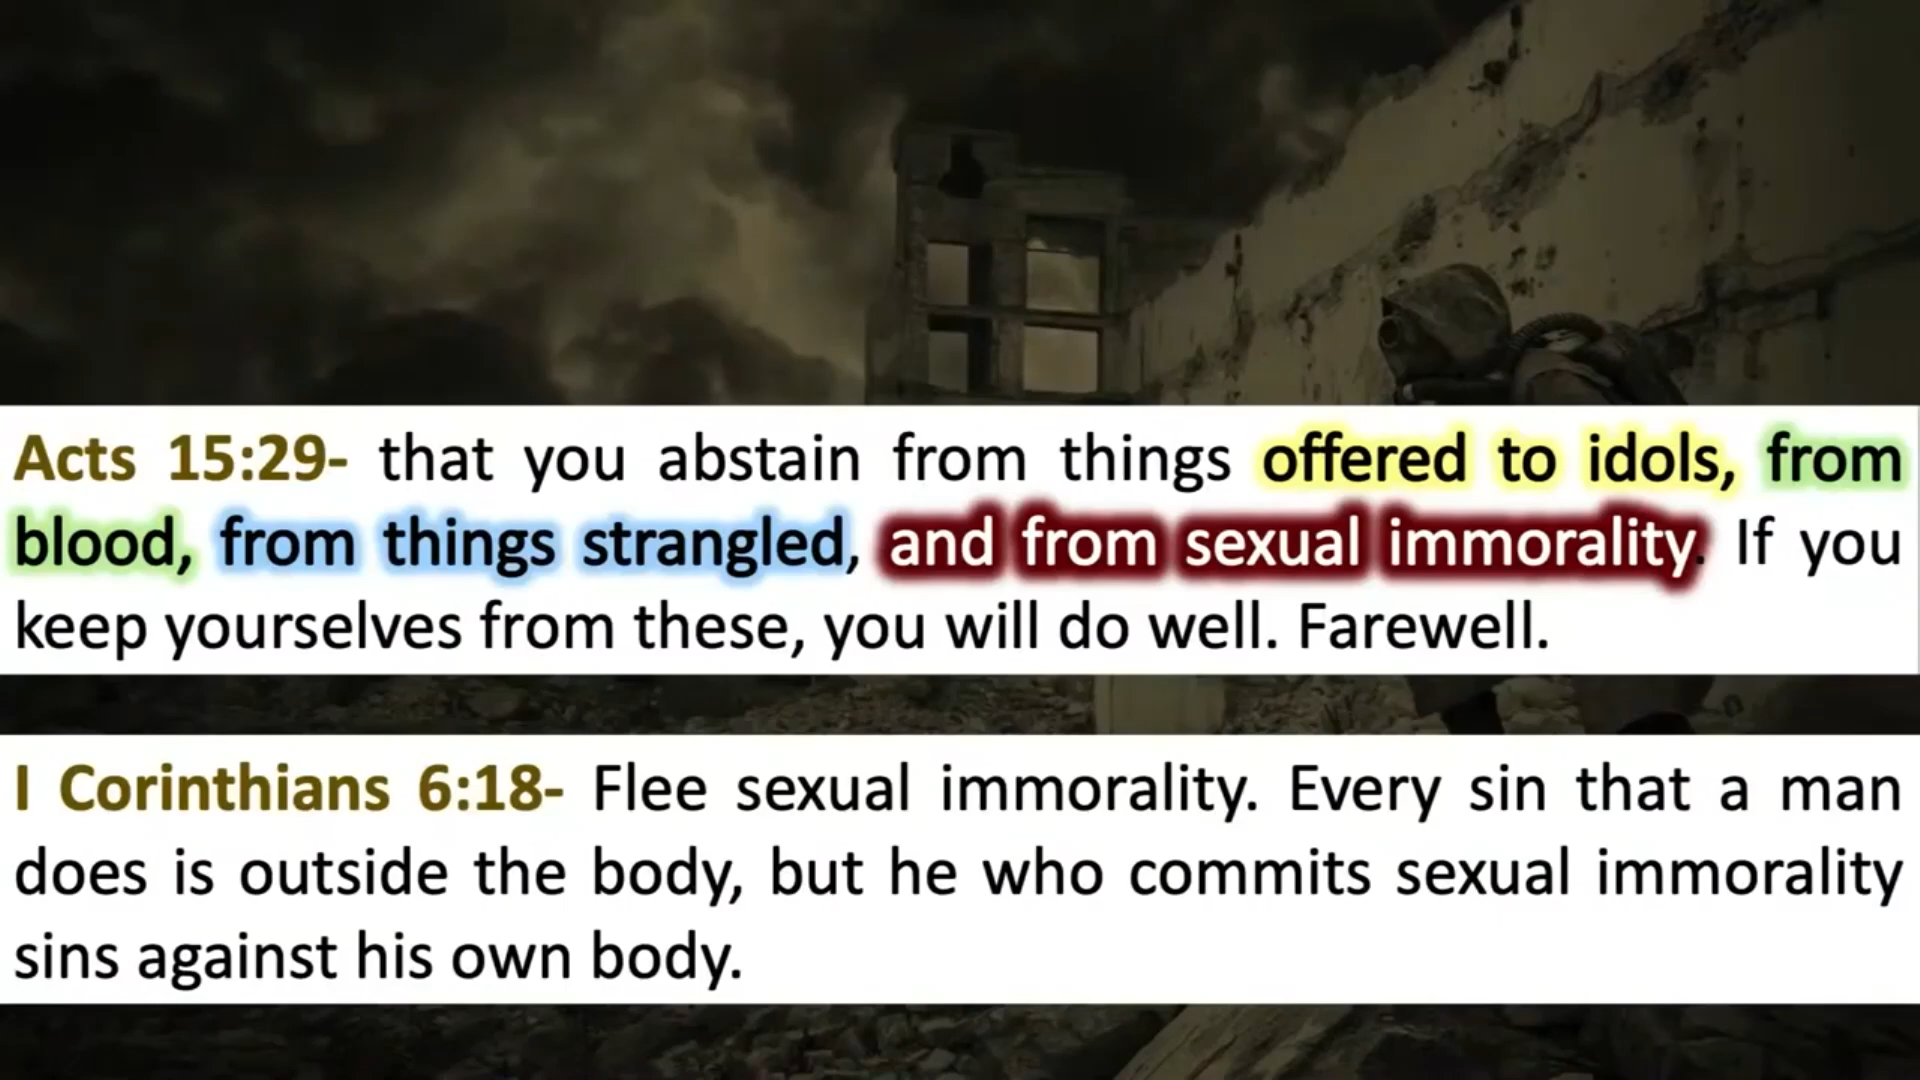 Acts 15:29- that you abstain from things offered to idols, from
blood, from things strangled, and from sexual immorality. If you
keep yourselves from these, you will do well. Farewell.
I Corinthians 6:18- Flee sexual immorality. Every sin that a man
does is outside the body, but he who commits sexual immorality
sins against his own body.